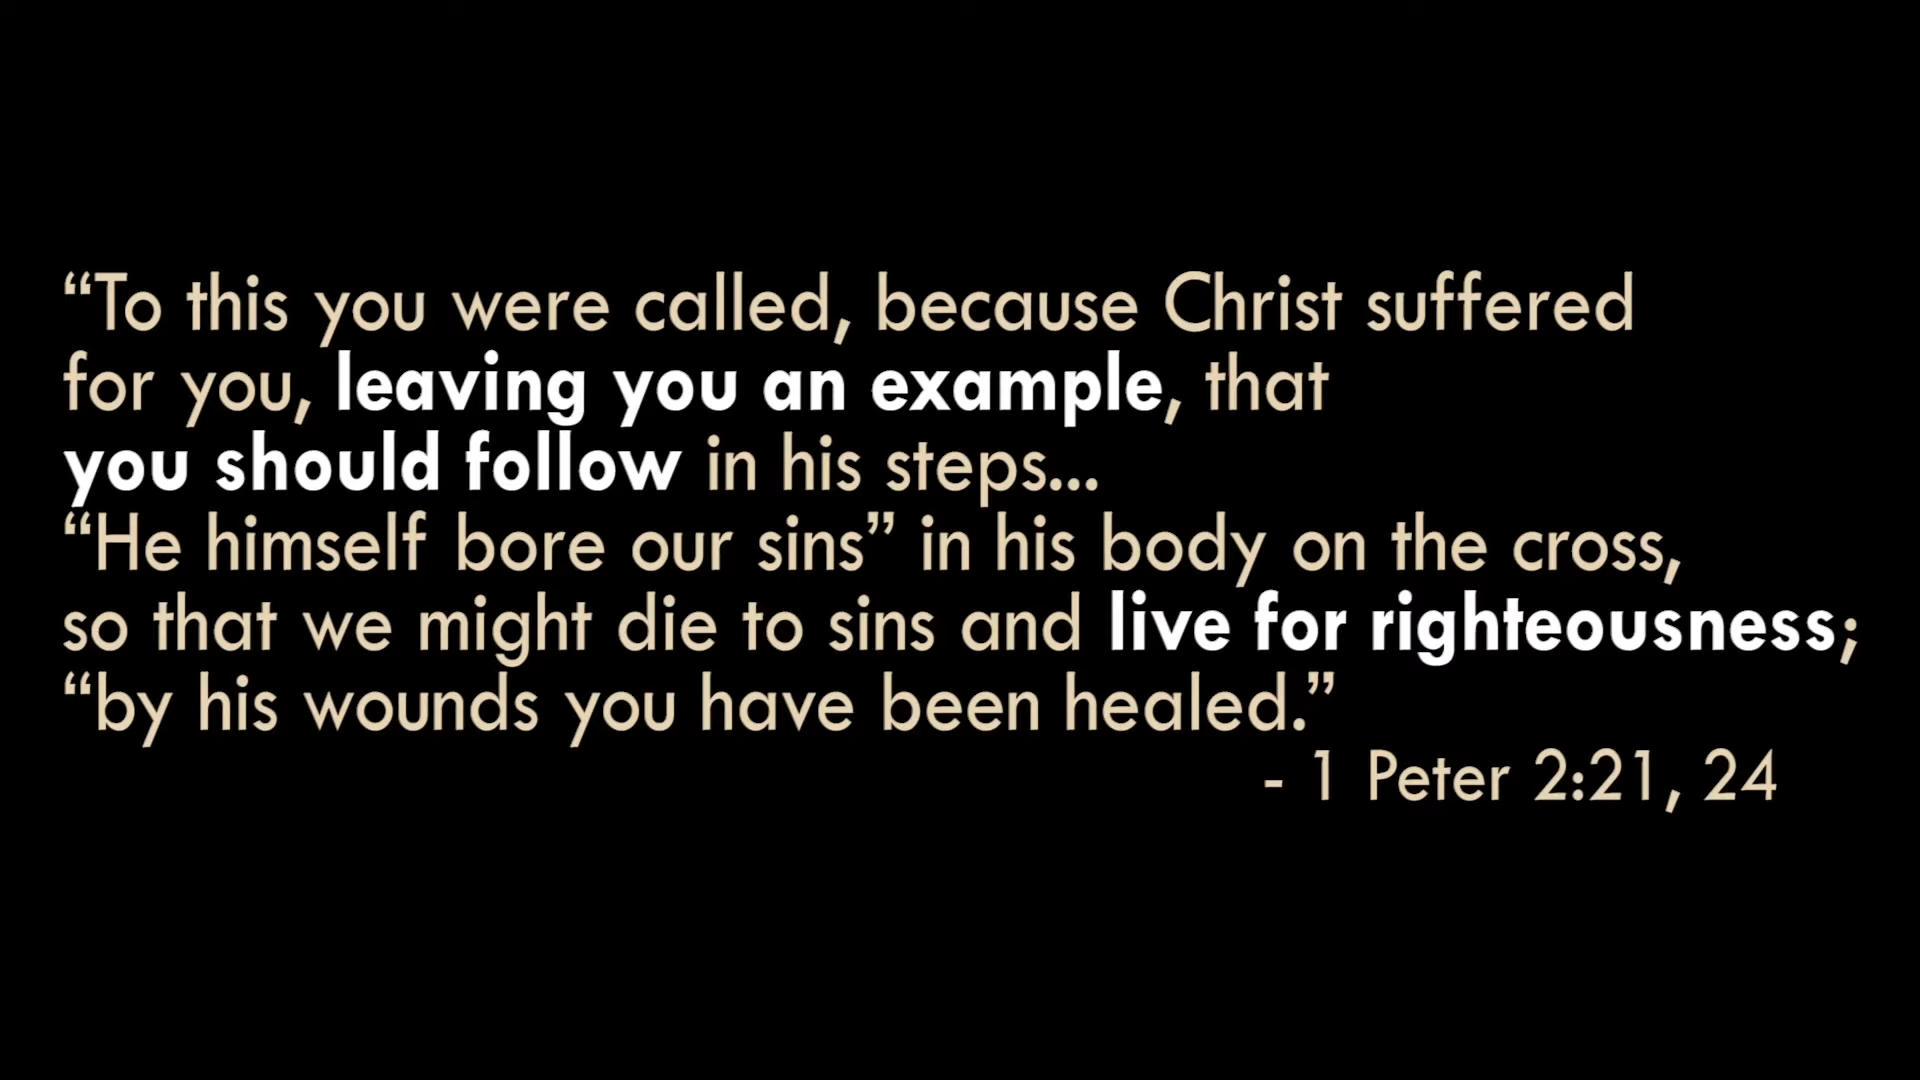 “To this you were called, because Christ suffered
for you, leaving you an example, that
you should follow in his steps...
“He himself bore our sins” in his body on the cross,
so that we might die to sins and live for righteousness;
“by his wounds you have been healed.”
- 1 Peter 2:21, 24